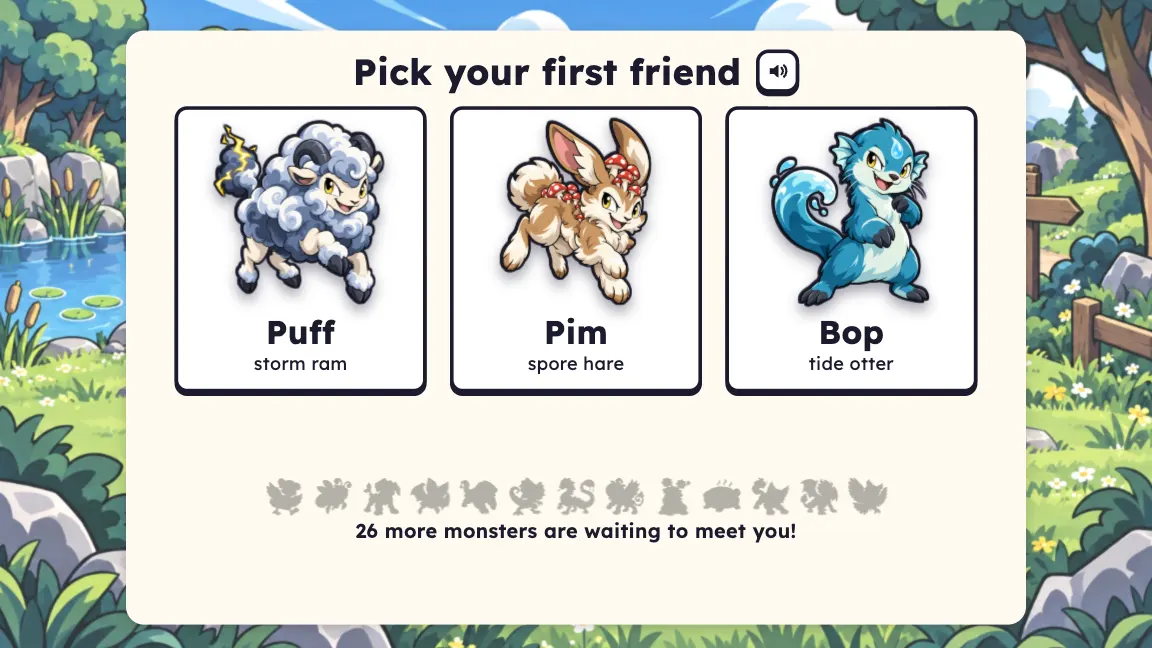 Pick your first friend
Puff
storm ram
Pim
spore hare
Bop
tide otter
26 more monsters are waiting to meet you!